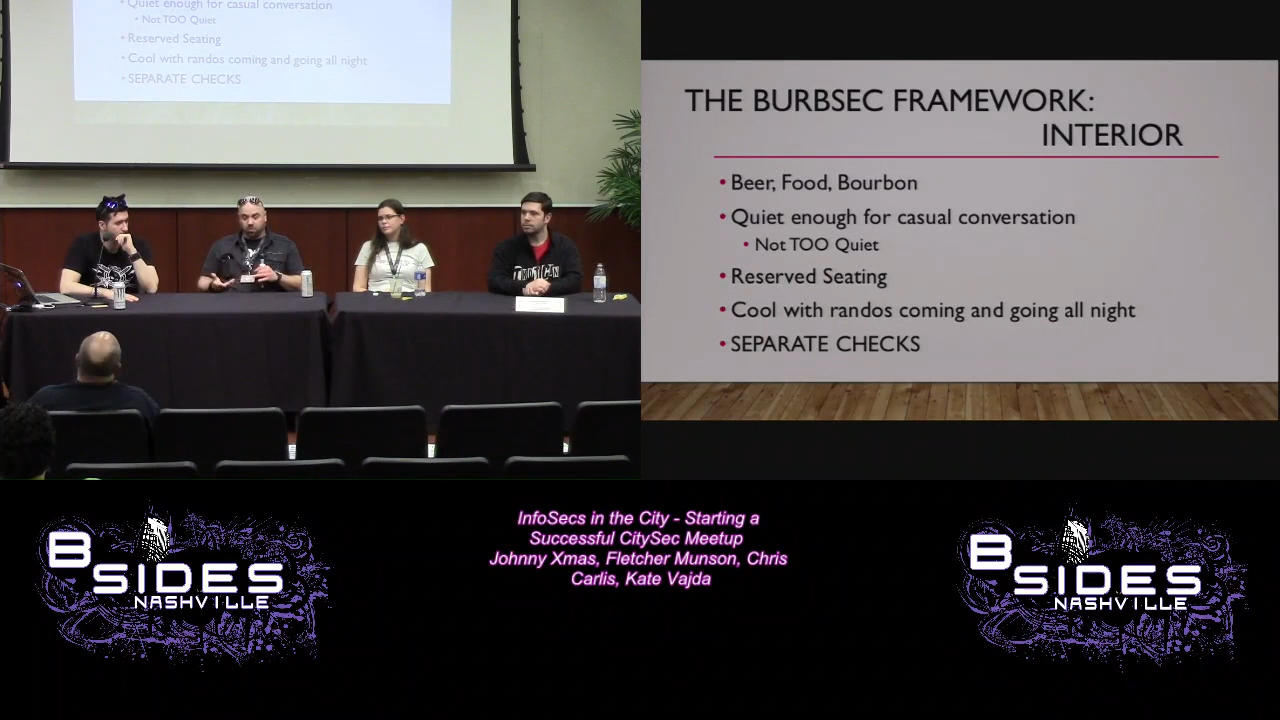 Quiet enough for casual conversation
• Not TOO Quiet
• Reserved Seating
• Cool with randos coming and going all night
• SEPARATE CHECKS
THE BURBSEC FRAMEWORK:
INTERIOR
• Beer, Food, Bourbon
• Quiet enough for casual conversation
• Not TOO Quiet
• Reserved Seating
• Cool with randos coming and going all night
• SEPARATE CHECKS
BSIDES
NASHVILLE
InfoSecs in the City - Starting a
Successful CitySec Meetup
Johnny Xmas, Fletcher Munson, Chris
Carlis, Kate Vajda
BSIDES
NASHVILLE